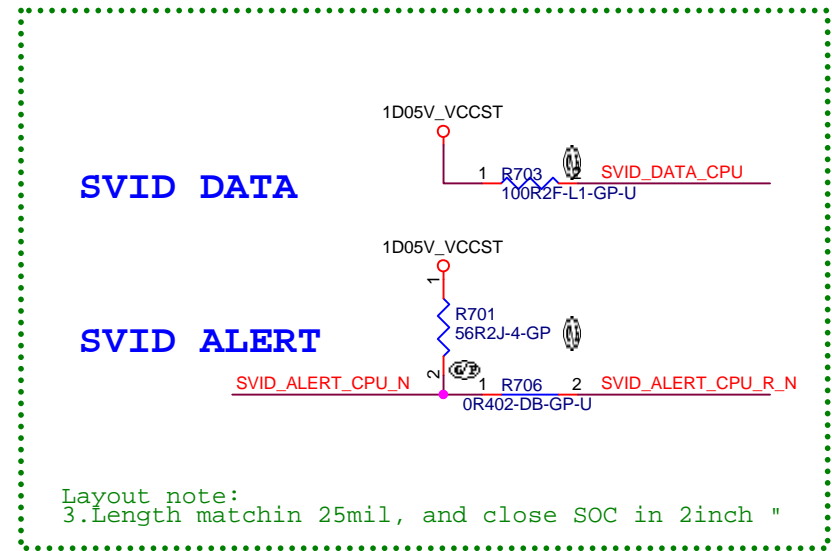 1D05V_VCCST
SVID DATA
1 R703 2 SVID_DATA_CPU
100R2F-L1-GP-U
1D05V_VCCST
1
R701
56R2J-4-GP
SVID ALERT
2
SVID_ALERT_CPU_N 1 R706 2 SVID_ALERT_CPU_R_N
0R402-DB-GP-U
Layout note:
3.Length matchin 25mil, and close SOC in 2inch "